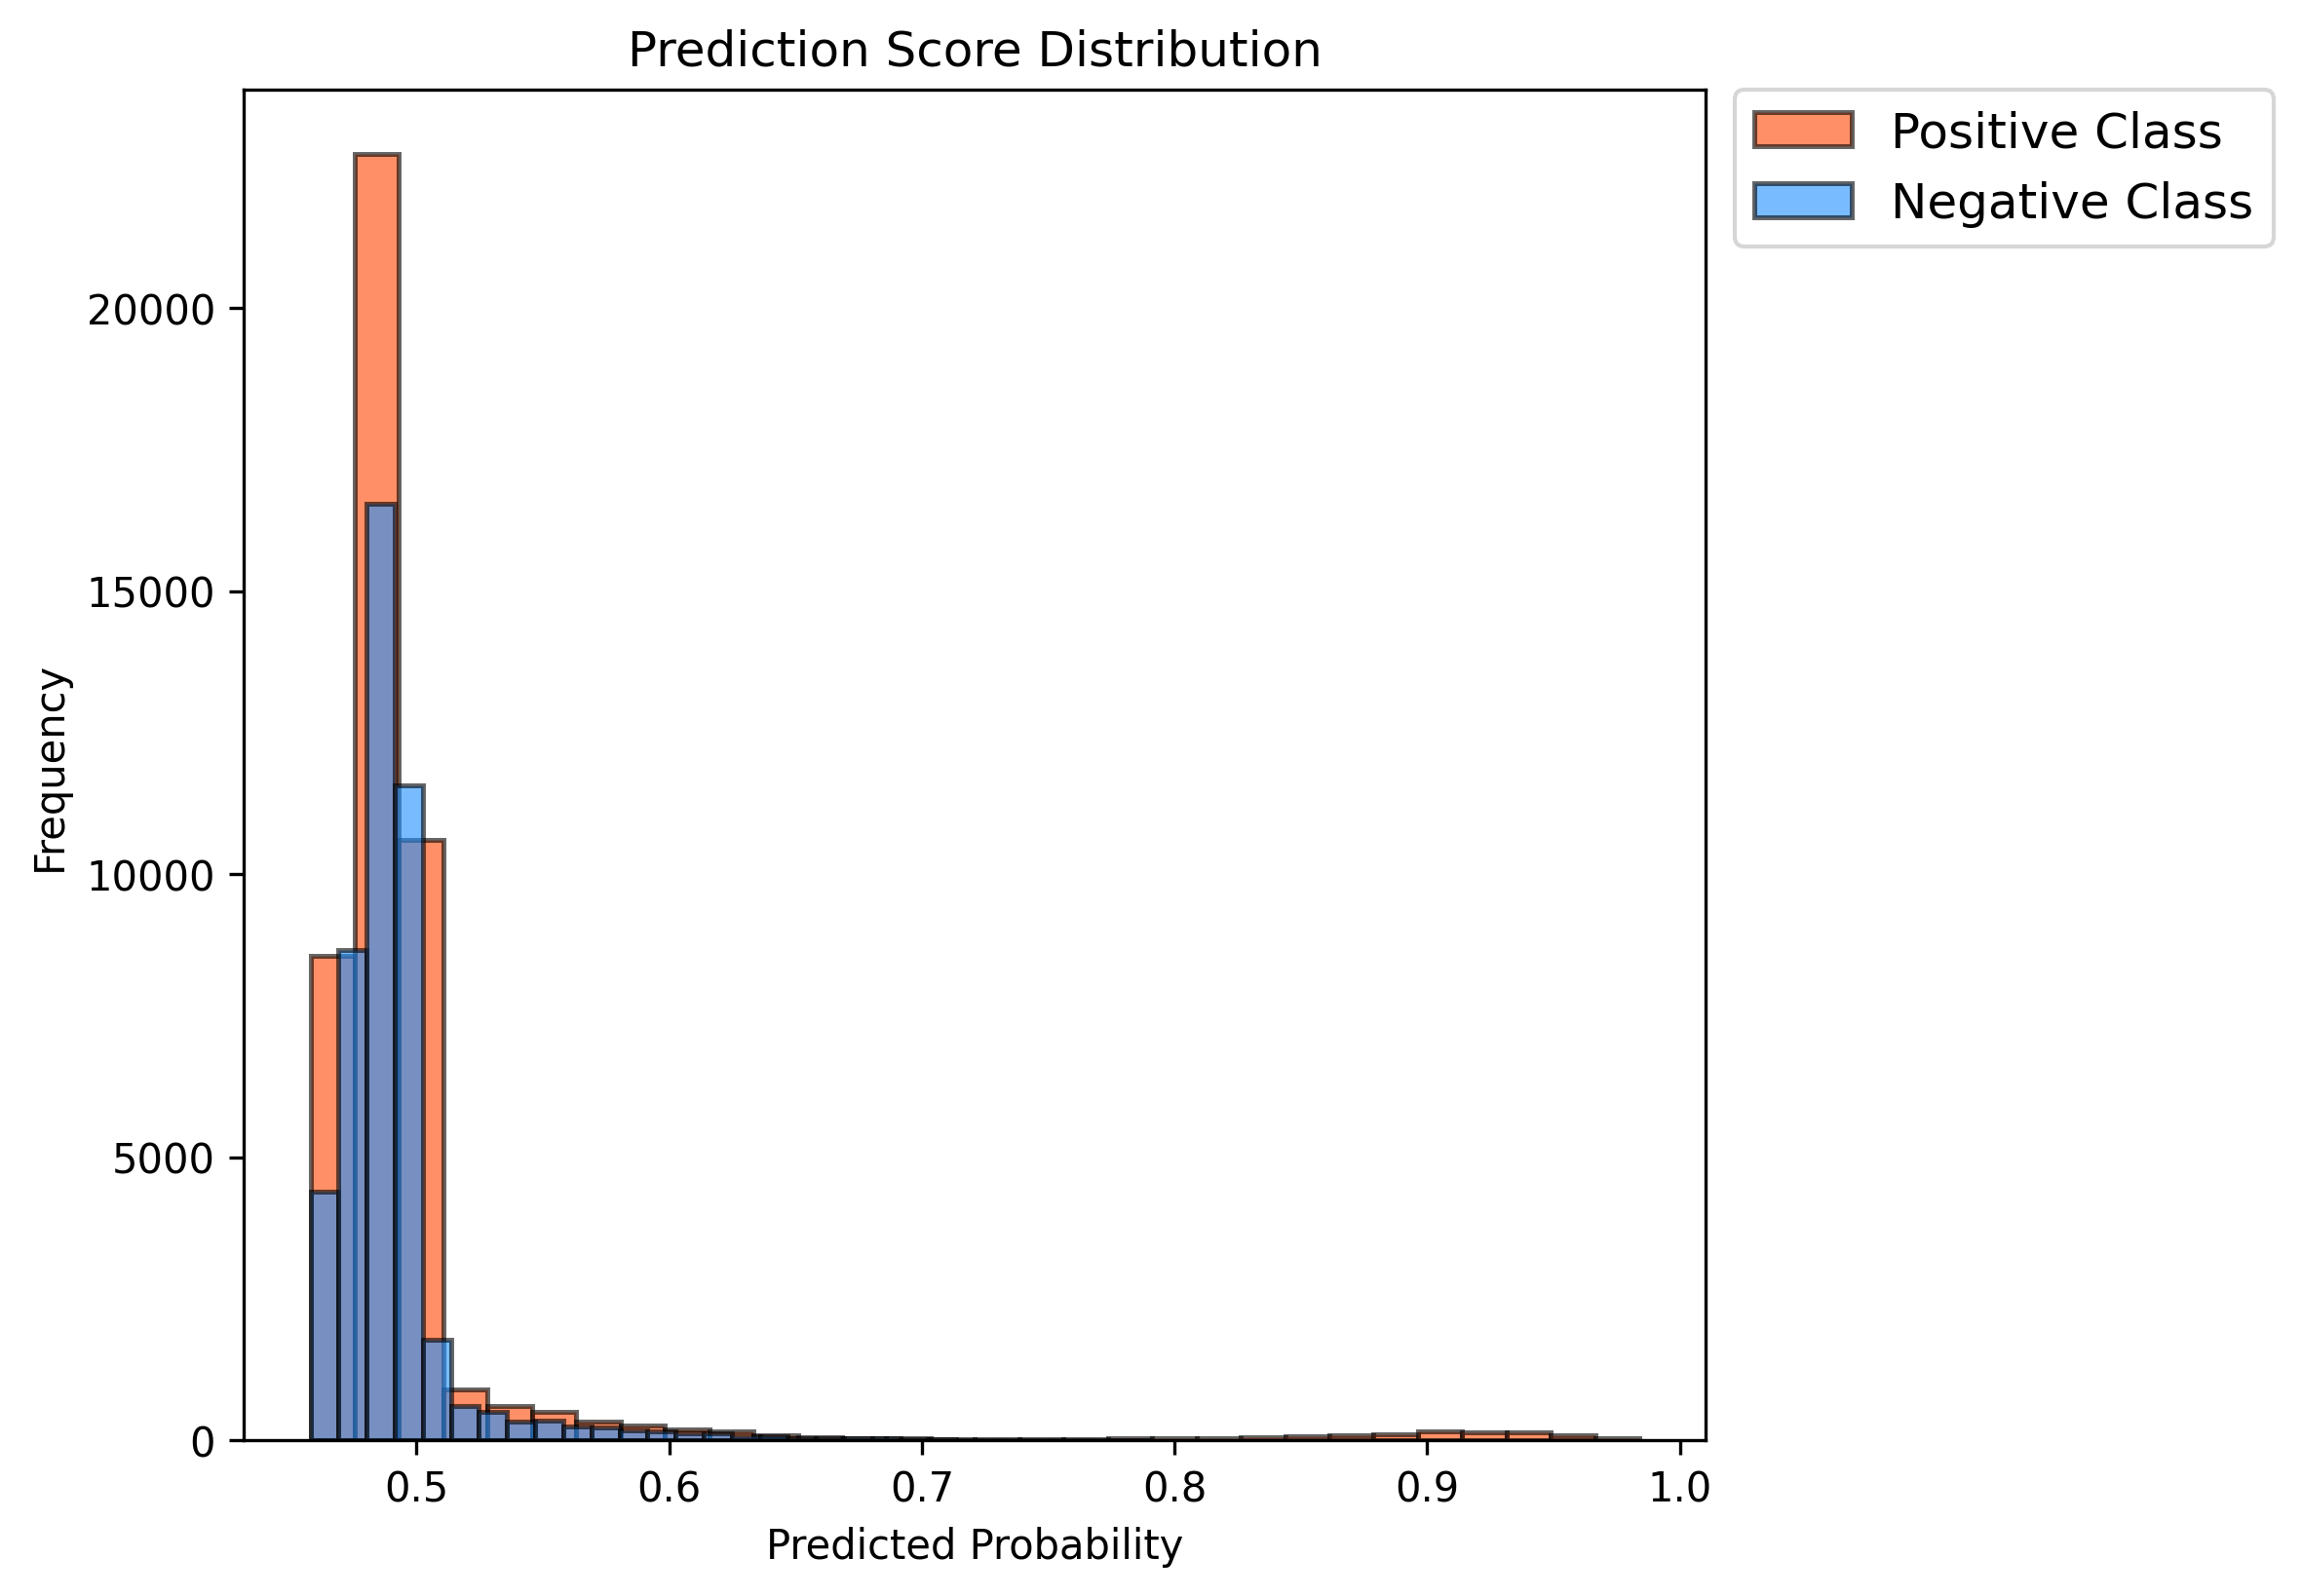 Prediction Score Distribution
Positive Class
Negative Class
Frequency
20000
15000
10000
5000
0
0.5 0.6 0.7 0.8 0.9 1.0
Predicted Probability